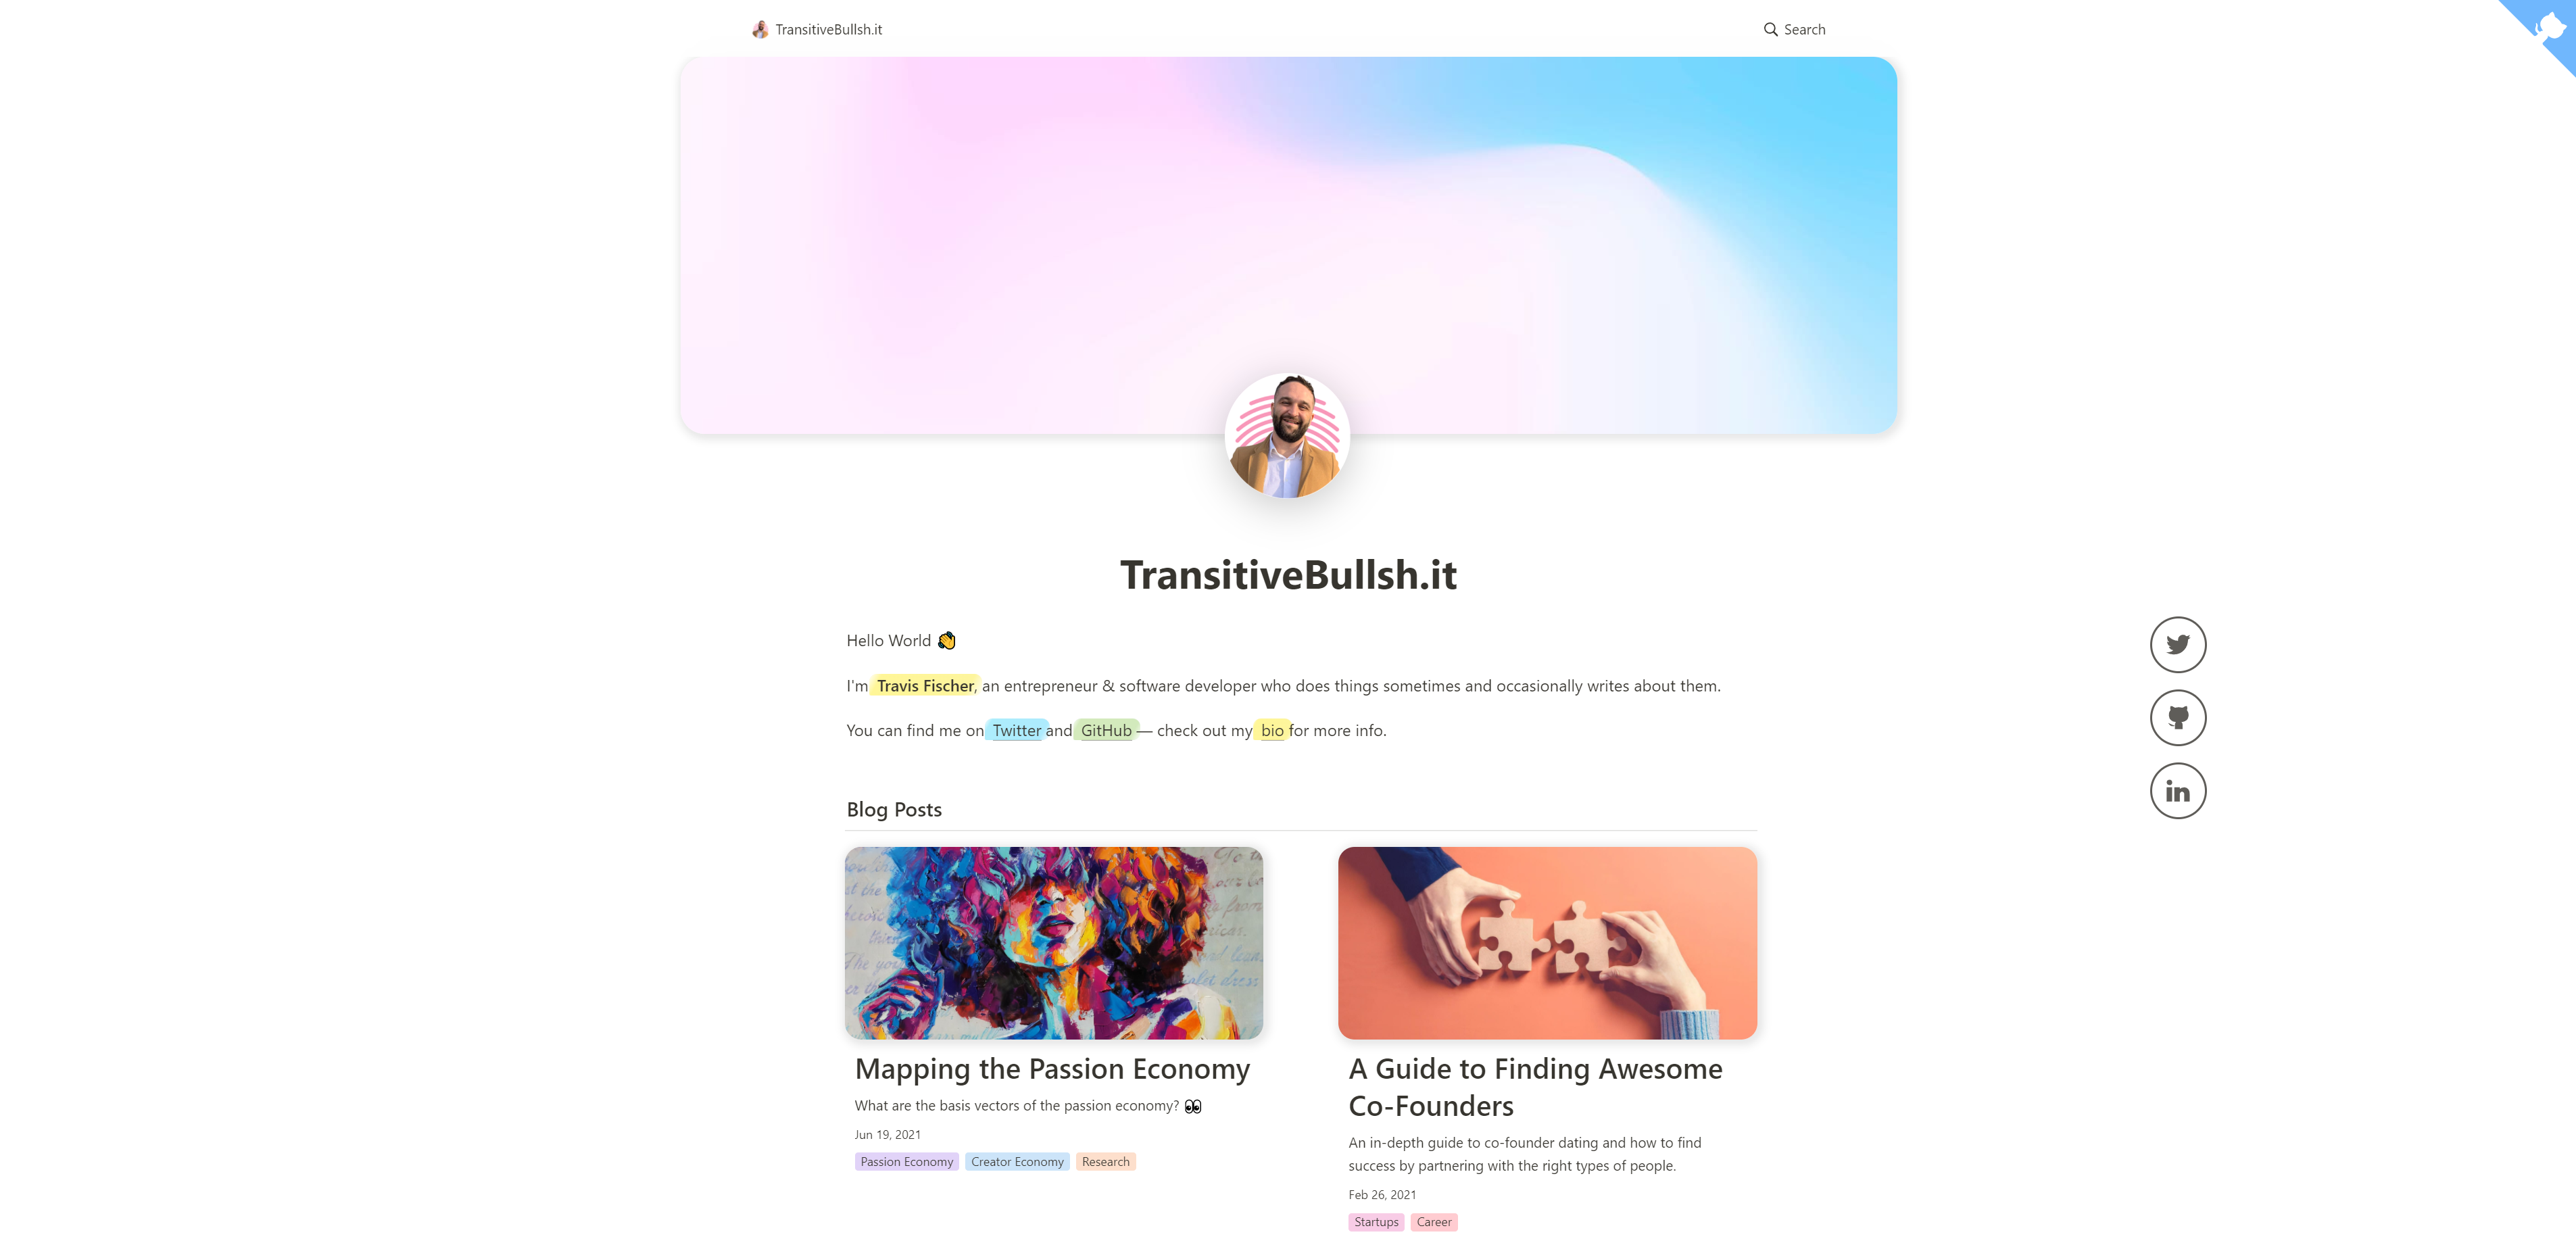 TransitiveBullsh.it
Search
TransitiveBullsh.it
Hello World 👋
I'm Travis Fischer, an entrepreneur & software developer who does things sometimes and occasionally writes about them.
You can find me on Twitter and GitHub — check out my bio for more info.
Blog Posts
Mapping the Passion Economy
What are the basis vectors of the passion economy? 👀
Jun 19, 2021
Passion Economy Creator Economy Research
A Guide to Finding Awesome
Co-Founders
An in-depth guide to co-founder dating and how to find
success by partnering with the right types of people.
Feb 26, 2021
Startups Career